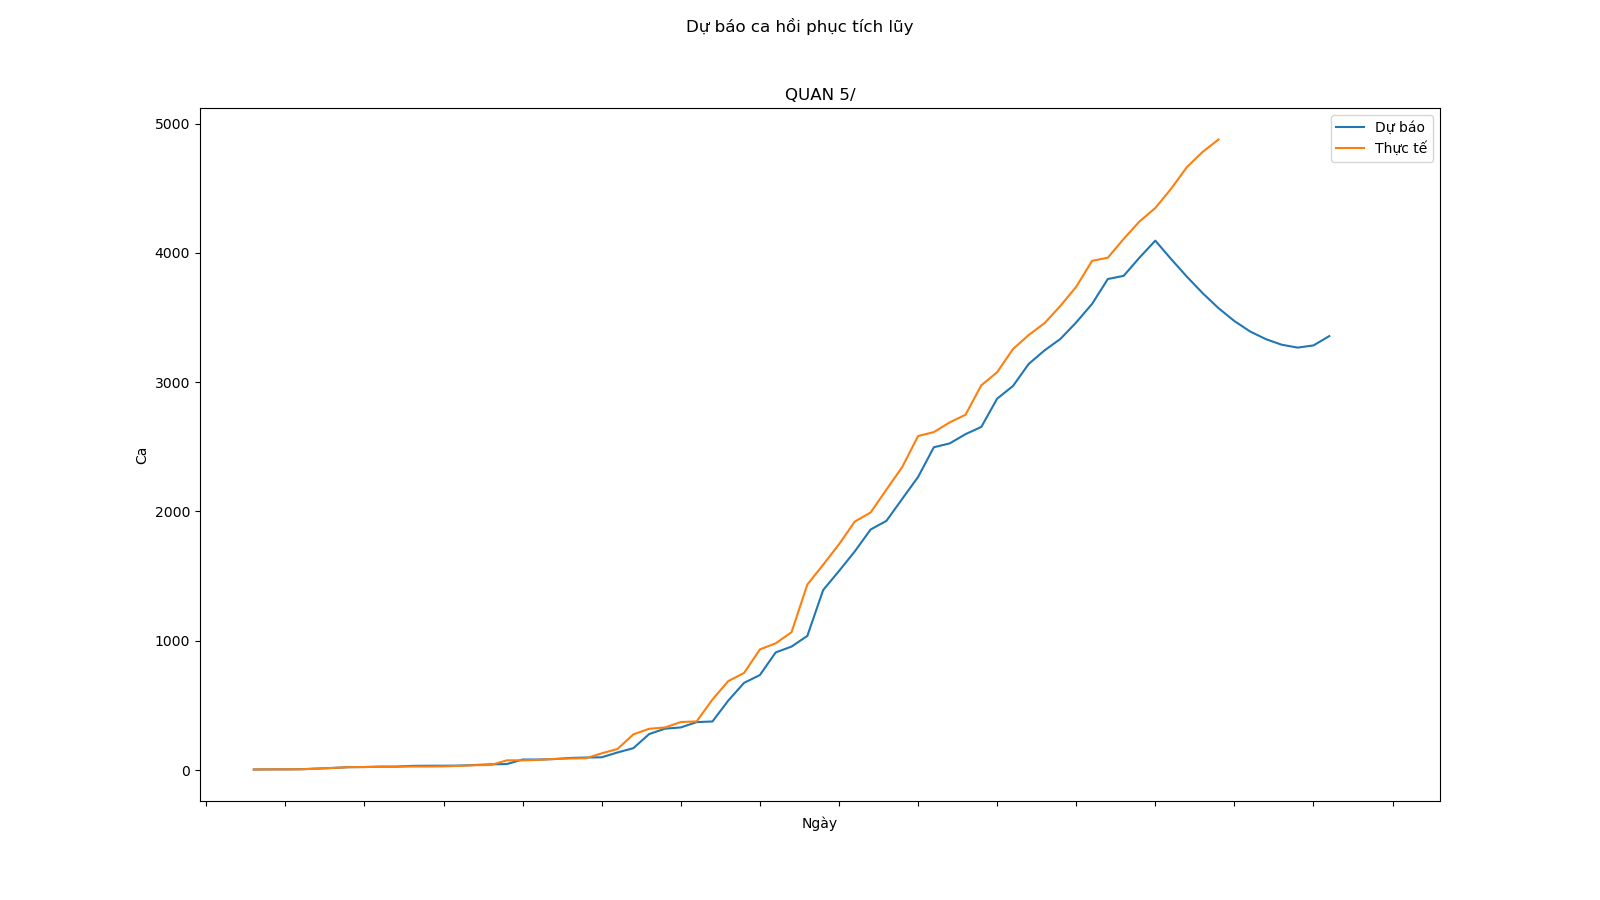 Dự báo ca hồi phục tích lũy
QUAN 5/
5000
4000
3000
2000
1000
0
Ca
Ngày
Dự báo
Thực tế